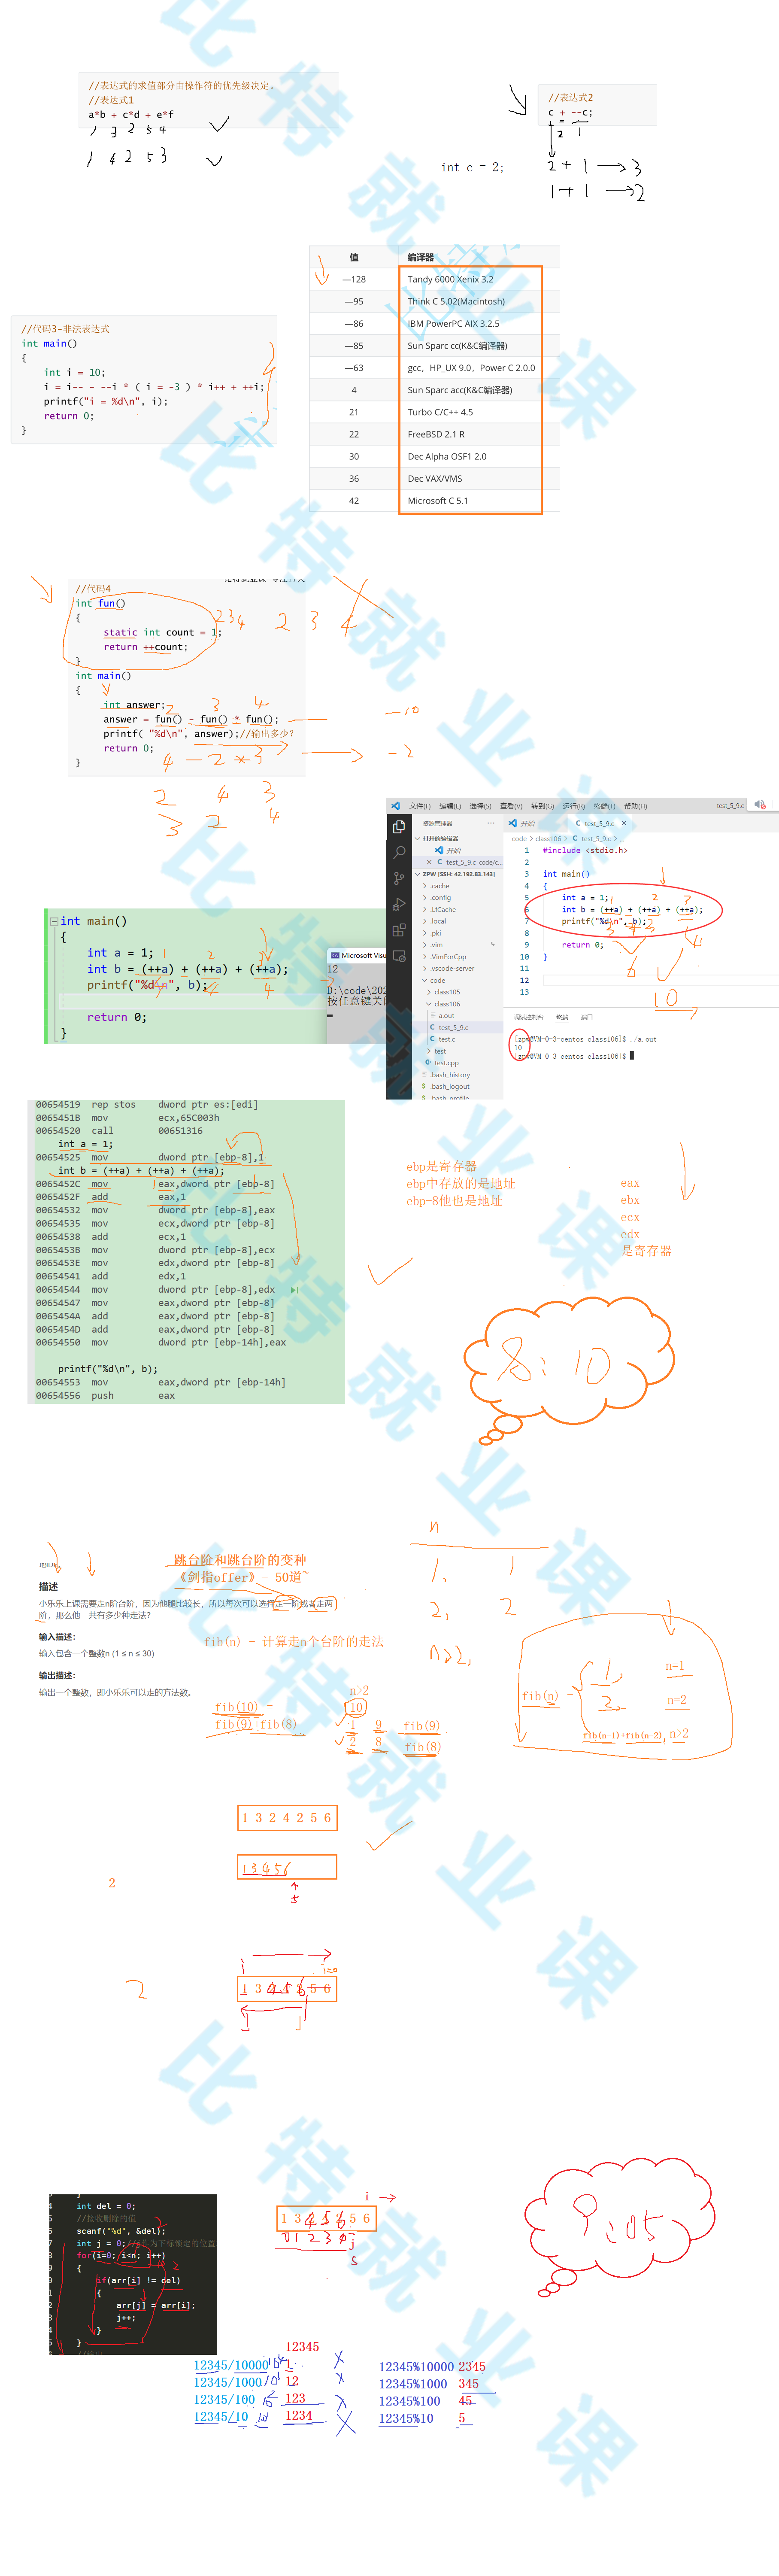 //表达式的求值部分由操作符的优先级决定。
//表达式1
a*b + c*d + e*f
1 3 2 5 4
1 4 2 5 3
//表达式2
c + --c;
2 1
int c = 2;
2 + 1 → 3
1 + 1 → 2
值 编译器
—128 Tandy 6000 Xenix 3.2
—95 Think C 5.02(Macintosh)
—86 IBM PowerPC AIX 3.2.5
—85 Sun Sparc cc(K&C编译器)
—63 gcc，HP_UX 9.0，Power C 2.0.0
4 Sun Sparc acc(K&C编译器)
21 Turbo C/C++ 4.5
22 FreeBSD 2.1 R
30 Dec Alpha OSF1 2.0
36 Dec VAX/VMS
42 Microsoft C 5.1
//代码3-非法表达式
int main()
{
int i = 10;
i = i-- - --i * ( i = -3 ) * i++ + ++i;
printf("i = %d\n", i);
return 0;
}
//代码4
int fun()
{
static int count = 1;
return ++count;
}
int main()
{
int answer;
answer = fun() - fun() * fun();
printf( "%d\n", answer);//输出多少?
return 0;
}
2 3 4 2 3 4
2 3 4
-10
4 - 2 * 3 → -2
2 4 3
3 2 4
文件(F) 编辑(E) 选择(S) 查看(V) 转到(G) 运行(R) 终端(T) 帮助(H) test_5_9.c
资源管理器 ···
打开的编辑器
开始
test_5_9.c code/c...
ZPW [SSH: 42.192.83.143]
.cache
.config
.LfCache
.local
.pki
.vim
.VimForCpp
.vscode-server
code
class105
class106
a.out
test_5_9.c
test.c
test
test.cpp
.bash_history
.bash_logout
.bash_profile
开始 test_5_9.c
code > class106 > test_5_9.c
1 #include <stdio.h>
2
3 int main()
4 {
5 int a = 1;
6 int b = (++a) + (++a) + (++a);
7 printf("%d\n", b);
8
9 return 0;
10 }
11
12
13
6
10
调试控制台 终端 端口
[zpw@VM-0-3-centos class106]$ ./a.out
10
[zpw@VM-0-3-centos class106]$
int main()
{
int a = 1;
int b = (++a) + (++a) + (++a);
printf("%d\n", b);
return 0;
}
Microsoft Visu
12
D:\code\202
按任意键关闭
00654519 rep stos dword ptr es:[edi]
0065451B mov ecx,65C003h
00654520 call 00651316
int a = 1;
00654525 mov dword ptr [ebp-8],1
int b = (++a) + (++a) + (++a);
0065452C mov eax,dword ptr [ebp-8]
0065452F add eax,1
00654532 mov dword ptr [ebp-8],eax
00654535 mov ecx,dword ptr [ebp-8]
00654538 add ecx,1
0065453B mov dword ptr [ebp-8],ecx
0065453E mov edx,dword ptr [ebp-8]
00654541 add edx,1
00654544 mov dword ptr [ebp-8],edx
00654547 mov eax,dword ptr [ebp-8]
0065454A add eax,dword ptr [ebp-8]
0065454D add eax,dword ptr [ebp-8]
00654550 mov dword ptr [ebp-14h],eax
printf("%d\n", b);
00654553 mov eax,dword ptr [ebp-14h]
00654556 push eax
ebp是寄存器
ebp中存放的是地址
ebp-8他也是地址
eax
ebx
ecx
edx
是寄存器
8:10
跳台阶和跳台阶的变种
《剑指offer》- 50道~
描述
小乐乐上课需要走n阶台阶，因为他腿比较长，所以每次可以选择走一阶或者走两
阶，那么他一共有多少种走法？
输入描述：
输入包含一个整数n (1 ≤ n ≤ 30)
输出描述：
输出一个整数，即小乐乐可以走的方法数。
fib(n) - 计算走n个台阶的走法
n
1, 1
2, 2
n>2,
n>2
fib(10) = 10
fib(9)+fib(8) 1 9 fib(9)
2 8 fib(8)
fib(n) =
1, n=1
2, n=2
fib(n-1)+fib(n-2), n>2
1 3 2 4 2 5 6
2
1 3 4 5 6
5
i
2
1 3 4 5 6 5 6
j j
int del = 0;
//接收删除的值
scanf("%d", &del);
int j = 0;//j作为下标锁定的位置
for(i=0; i<n; i++)
{
if(arr[i] != del)
{
arr[j] = arr[i];
j++;
}
}
i →
1 3 2 4 2 5 6
4 5 6
0 1 2 3 4 j
5
9:05
12345
12345/10000 10^4 1
12345/1000 10^3 12
12345/100 10^2 123
12345/10 10^1 1234
12345%10000 2345
12345%1000 345
12345%100 45
12345%10 5
比特就业课
比特就业课
比特就业课
比特就业课
比特就业课